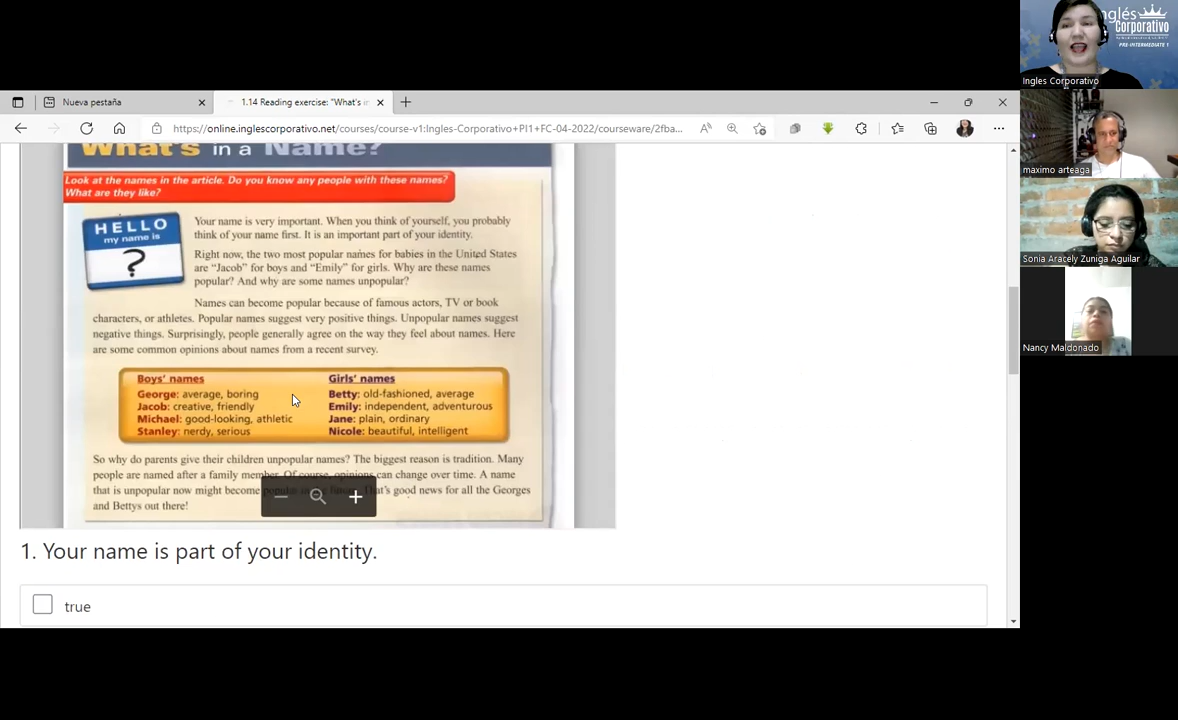 Nueva pestaña
1.14 Reading exercise: "What's in
https://online.inglescorporativo.net/courses/course-v1:Ingles-Corporativo+PI1+FC-04-2022/courseware/2fba...
What's in a Name?
Look at the names in the article. Do you know any people with these names?
What are they like?
HELLO
my name is
?
Your name is very important. When you think of yourself, you probably
think of your name first. It is an important part of your identity.
Right now, the two most popular names for babies in the United States
are "Jacob" for boys and "Emily" for girls. Why are these names
popular? And why are some names unpopular?
Names can become popular because of famous actors, TV or book
characters, or athletes. Popular names suggest very positive things. Unpopular names suggest
negative things. Surprisingly, people generally agree on the way they feel about names. Here
are some common opinions about names from a recent survey.
Boys' names
George: average, boring
Jacob: creative, friendly
Michael: good-looking, athletic
Stanley: nerdy, serious
Girls' names
Betty: old-fashioned, average
Emily: independent, adventurous
Jane: plain, ordinary
Nicole: beautiful, intelligent
So why do parents give their children unpopular names? The biggest reason is tradition. Many
people are named after a family member. Of course, opinions can change over time. A name
that is unpopular now might become That's good news for all the Georges
and Bettys out there!
1. Your name is part of your identity.
true
Inglés
Corporativo
PRE-INTERMEDIATE 1
Ingles Corporativo
maximo arteaga
Sonia Aracely Zuniga Aguilar
Nancy Maldonado